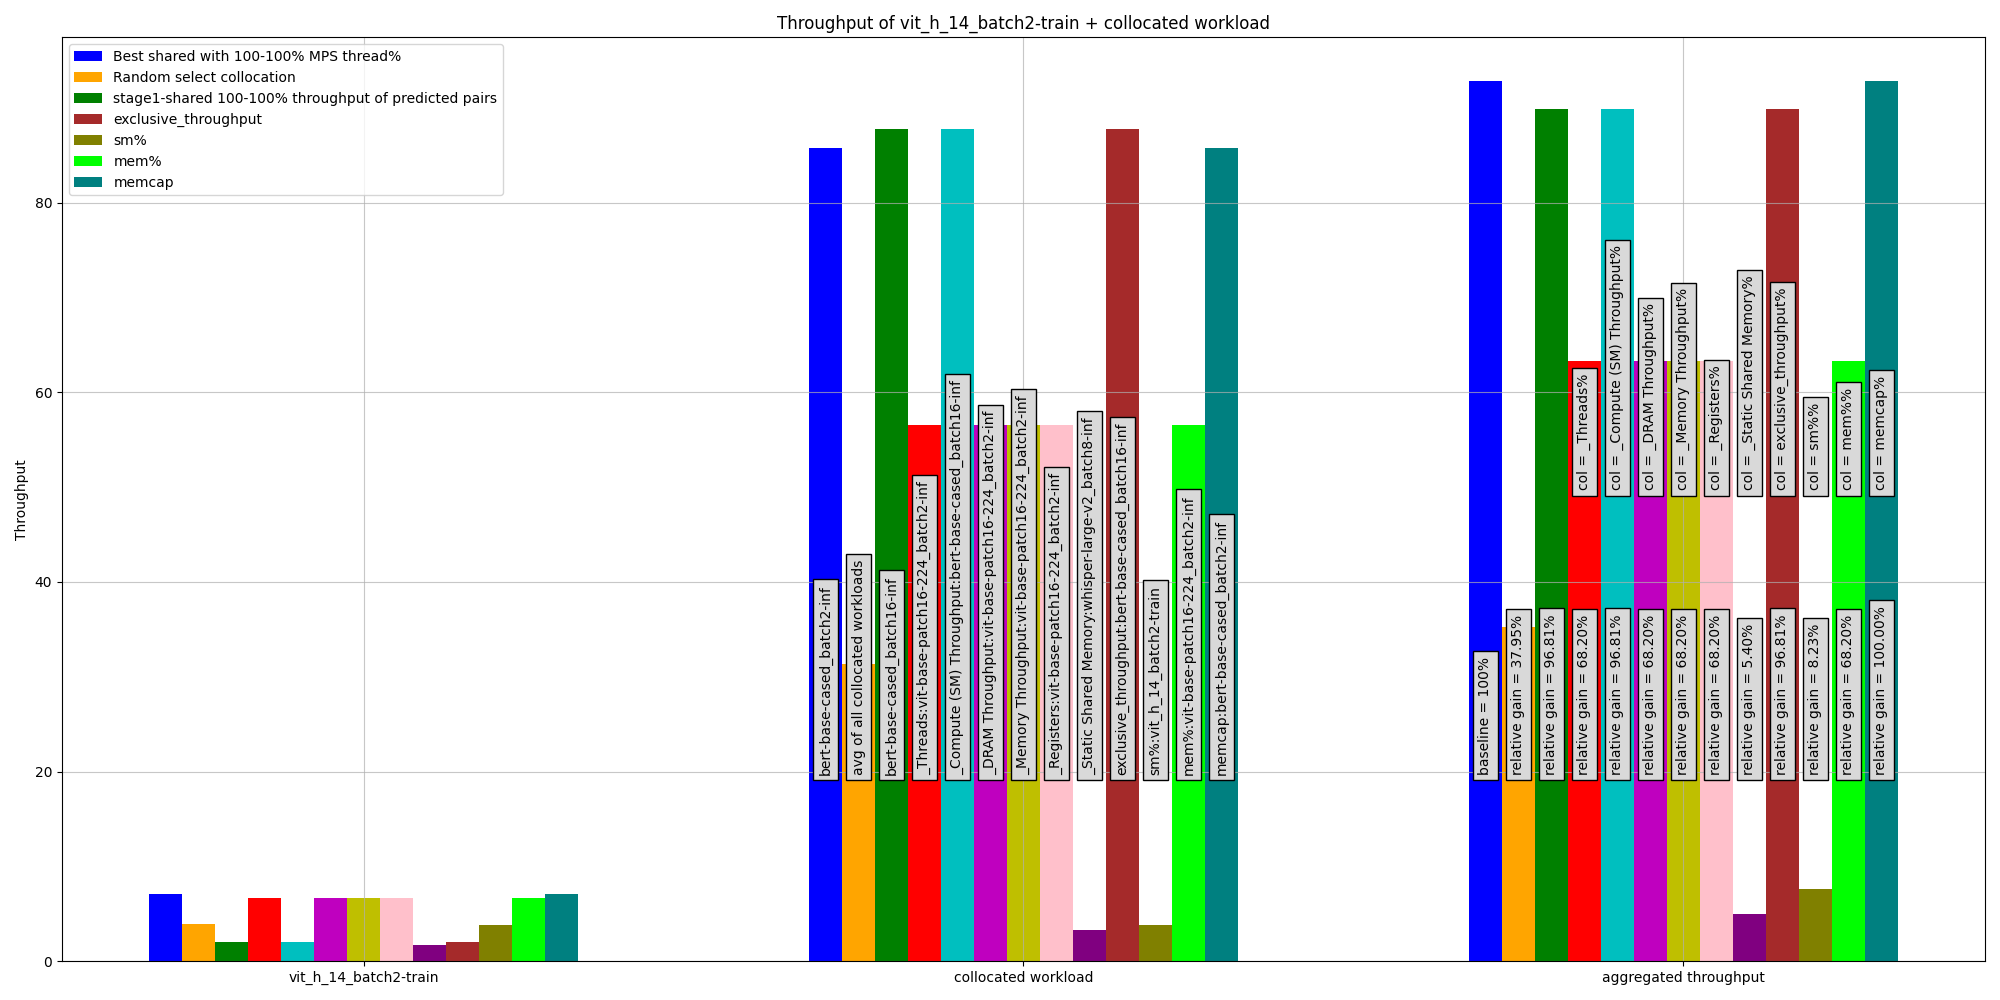 Throughput of vit_h_14_batch2-train + collocated workload
Best shared with 100-100% MPS thread%
Random select collocation
stage1-shared 100-100% throughput of predicted pairs
exclusive_throughput
sm%
mem%
memcap
Throughput
80
60
40
20
0
bert-base-cased_batch2-inf
avg of all collocated workloads
bert-base-cased_batch16-inf
_Threads:vit-base-patch16-224_batch2-inf
_Compute (SM) Throughput:bert-base-cased_batch16-inf
_DRAM Throughput:vit-base-patch16-224_batch2-inf
_Memory Throughput:vit-base-patch16-224_batch2-inf
_Registers:vit-base-patch16-224_batch2-inf
_Static Shared Memory:whisper-large-v2_batch8-inf
exclusive_throughput:bert-base-cased_batch16-inf
sm%:vit_h_14_batch2-train
mem%:vit-base-patch16-224_batch2-inf
memcap:bert-base-cased_batch2-inf
col = _Threads%
col = _Compute (SM) Throughput%
col = _DRAM Throughput%
col = _Memory Throughput%
col = _Registers%
col = _Static Shared Memory%
col = exclusive_throughput%
col = sm%%
col = mem%%
col = memcap%
baseline = 100%
relative gain = 37.95%
relative gain = 96.81%
relative gain = 68.20%
relative gain = 96.81%
relative gain = 68.20%
relative gain = 68.20%
relative gain = 68.20%
relative gain = 5.40%
relative gain = 96.81%
relative gain = 8.23%
relative gain = 68.20%
relative gain = 100.00%
vit_h_14_batch2-train
collocated workload
aggregated throughput